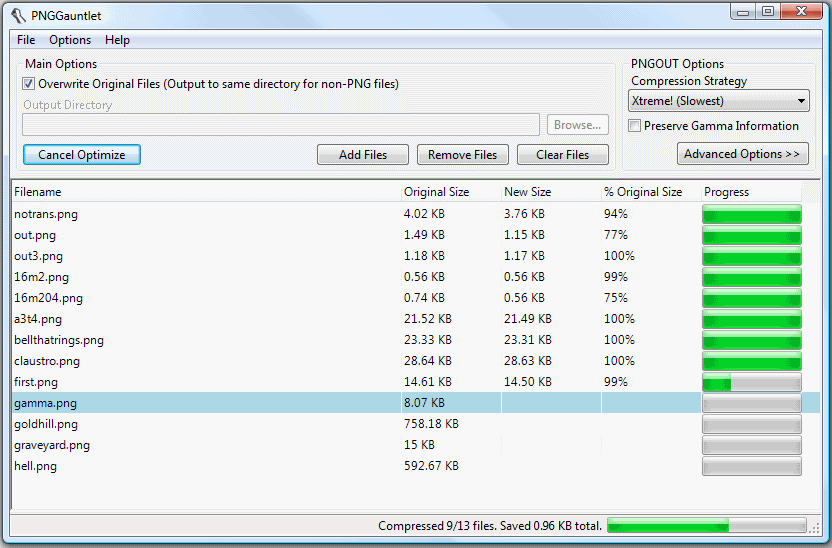 PNGGauntlet
File Options Help
Main Options
Overwrite Original Files (Output to same directory for non-PNG files)
Output Directory
Browse...
Cancel Optimize Add Files Remove Files Clear Files
PNGOUT Options
Compression Strategy
Xtreme! (Slowest)
Preserve Gamma Information
Advanced Options >>
Filename Original Size New Size % Original Size Progress
notrans.png 4.02 KB 3.76 KB 94%
out.png 1.49 KB 1.15 KB 77%
out3.png 1.18 KB 1.17 KB 100%
16m2.png 0.56 KB 0.56 KB 99%
16m204.png 0.74 KB 0.56 KB 75%
a3t4.png 21.52 KB 21.49 KB 100%
bellthatrings.png 23.33 KB 23.31 KB 100%
claustro.png 28.64 KB 28.63 KB 100%
first.png 14.61 KB 14.50 KB 99%
gamma.png 8.07 KB
goldhill.png 758.18 KB
graveyard.png 15 KB
hell.png 592.67 KB
Compressed 9/13 files. Saved 0.96 KB total.